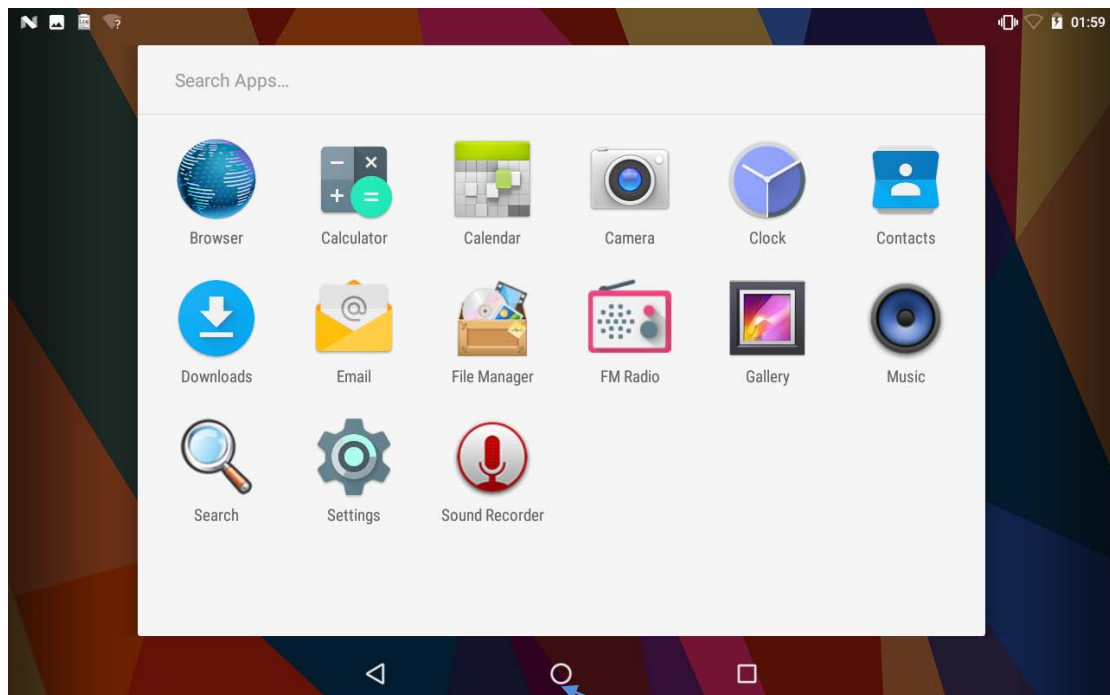 01:59
Search Apps...
Browser Calculator Calendar Camera Clock Contacts
Downloads Email File Manager FM Radio Gallery Music
Search Settings Sound Recorder